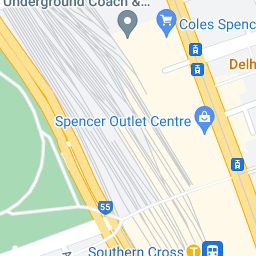 Underground Coach &...
Coles Spenc
Delh
Spencer Outlet Centre
55
Southern Cross T